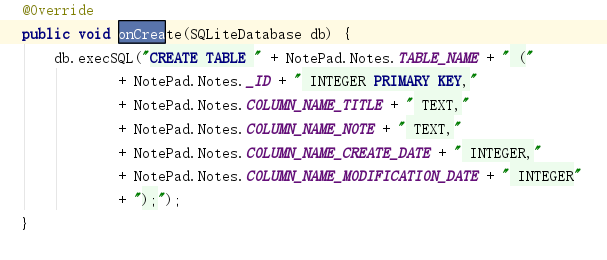 @Override
public void onCreate(SQLiteDatabase db) {
db.execSQL("CREATE TABLE " + NotePad.Notes.TABLE_NAME + " ("
+ NotePad.Notes._ID + " INTEGER PRIMARY KEY,"
+ NotePad.Notes.COLUMN_NAME_TITLE + " TEXT,"
+ NotePad.Notes.COLUMN_NAME_NOTE + " TEXT,"
+ NotePad.Notes.COLUMN_NAME_CREATE_DATE + " INTEGER,"
+ NotePad.Notes.COLUMN_NAME_MODIFICATION_DATE + " INTEGER"
+ ");");
}